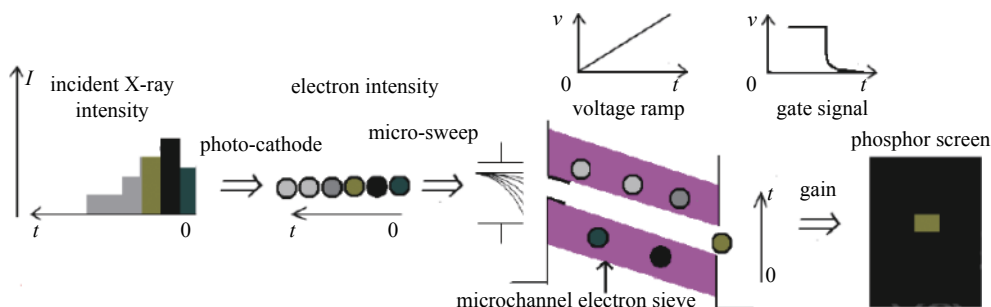 I
incident X-ray
intensity
t
0
photo-cathode
electron intensity
t
0
micro-sweep
v
0
t
voltage ramp
v
0
t
gate signal
microchannel electron sieve
t
0
gain
phosphor screen